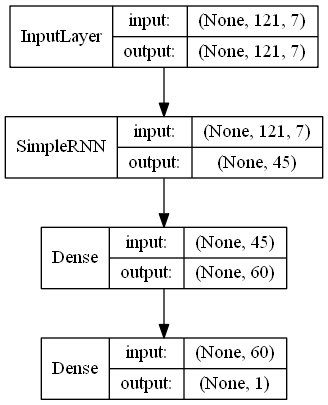 InputLayer
input: (None, 121, 7)
output: (None, 121, 7)
SimpleRNN
input: (None, 121, 7)
output: (None, 45)
Dense
input: (None, 45)
output: (None, 60)
Dense
input: (None, 60)
output: (None, 1)